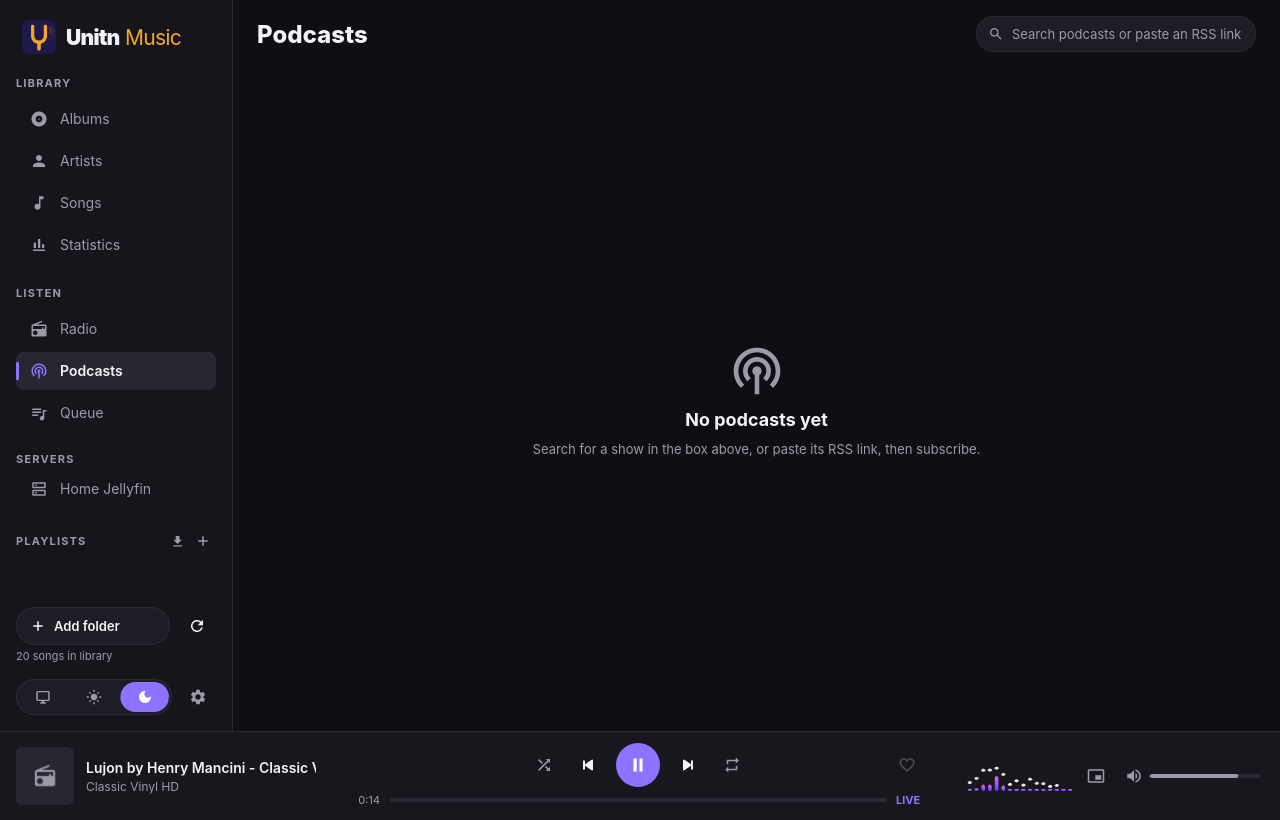 Unitn Music
LIBRARY
Albums
Artists
Songs
Statistics
LISTEN
Radio
Podcasts
Queue
SERVERS
Home Jellyfin
PLAYLISTS
Add folder
20 songs in library
Podcasts
Search podcasts or paste an RSS link
No podcasts yet
Search for a show in the box above, or paste its RSS link, then subscribe.
Lujon by Henry Mancini - Classic V
Classic Vinyl HD
0:14
LIVE